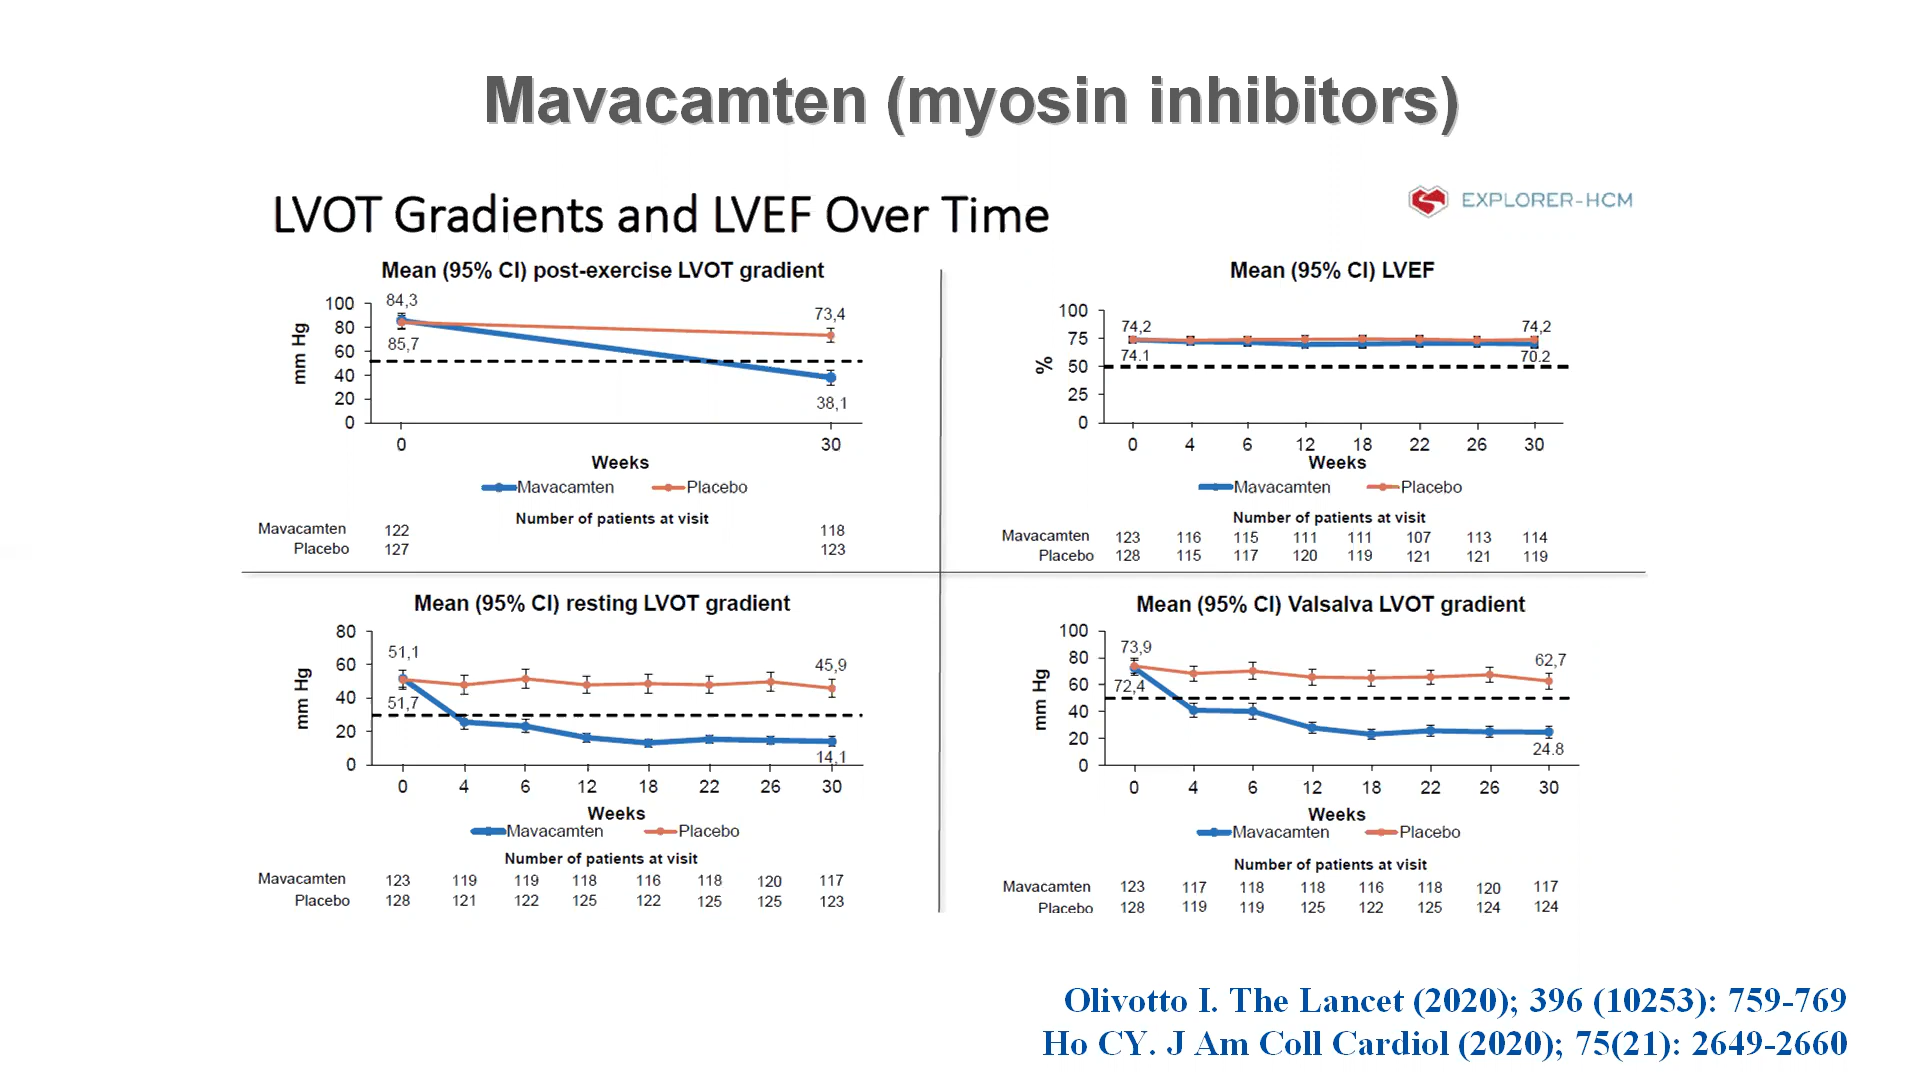 Mavacamten (myosin inhibitors)
LVOT Gradients and LVEF Over Time
EXPLORER-HCM
Mean (95% CI) post-exercise LVOT gradient
mm Hg
100
80
60
40
20
0
84,3
85,7
73,4
38,1
0 30
Weeks
Mavacamten Placebo
Number of patients at visit
Mavacamten 122 118
Placebo 127 123
Mean (95% CI) LVEF
%
100
75
50
25
0
74,2 74,2
74.1 70.2
0 4 6 12 18 22 26 30
Weeks
Mavacamten Placebo
Number of patients at visit
Mavacamten 123 116 115 111 111 107 113 114
Placebo 128 115 117 120 119 121 121 119
Mean (95% CI) resting LVOT gradient
mm Hg
80
60
40
20
0
51,1
51,7
45,9
14,1
0 4 6 12 18 22 26 30
Weeks
Mavacamten Placebo
Number of patients at visit
Mavacamten 123 119 119 118 116 118 120 117
Placebo 128 121 122 125 122 125 125 123
Mean (95% CI) Valsalva LVOT gradient
mm Hg
100
80
60
40
20
0
73,9
72,4
62,7
24.8
0 4 6 12 18 22 26 30
Weeks
Mavacamten Placebo
Number of patients at visit
Mavacamten 123 117 118 118 116 118 120 117
Placebo 128 119 119 125 122 125 124 124
Olivotto I. The Lancet (2020); 396 (10253): 759-769
Ho CY. J Am Coll Cardiol (2020); 75(21): 2649-2660